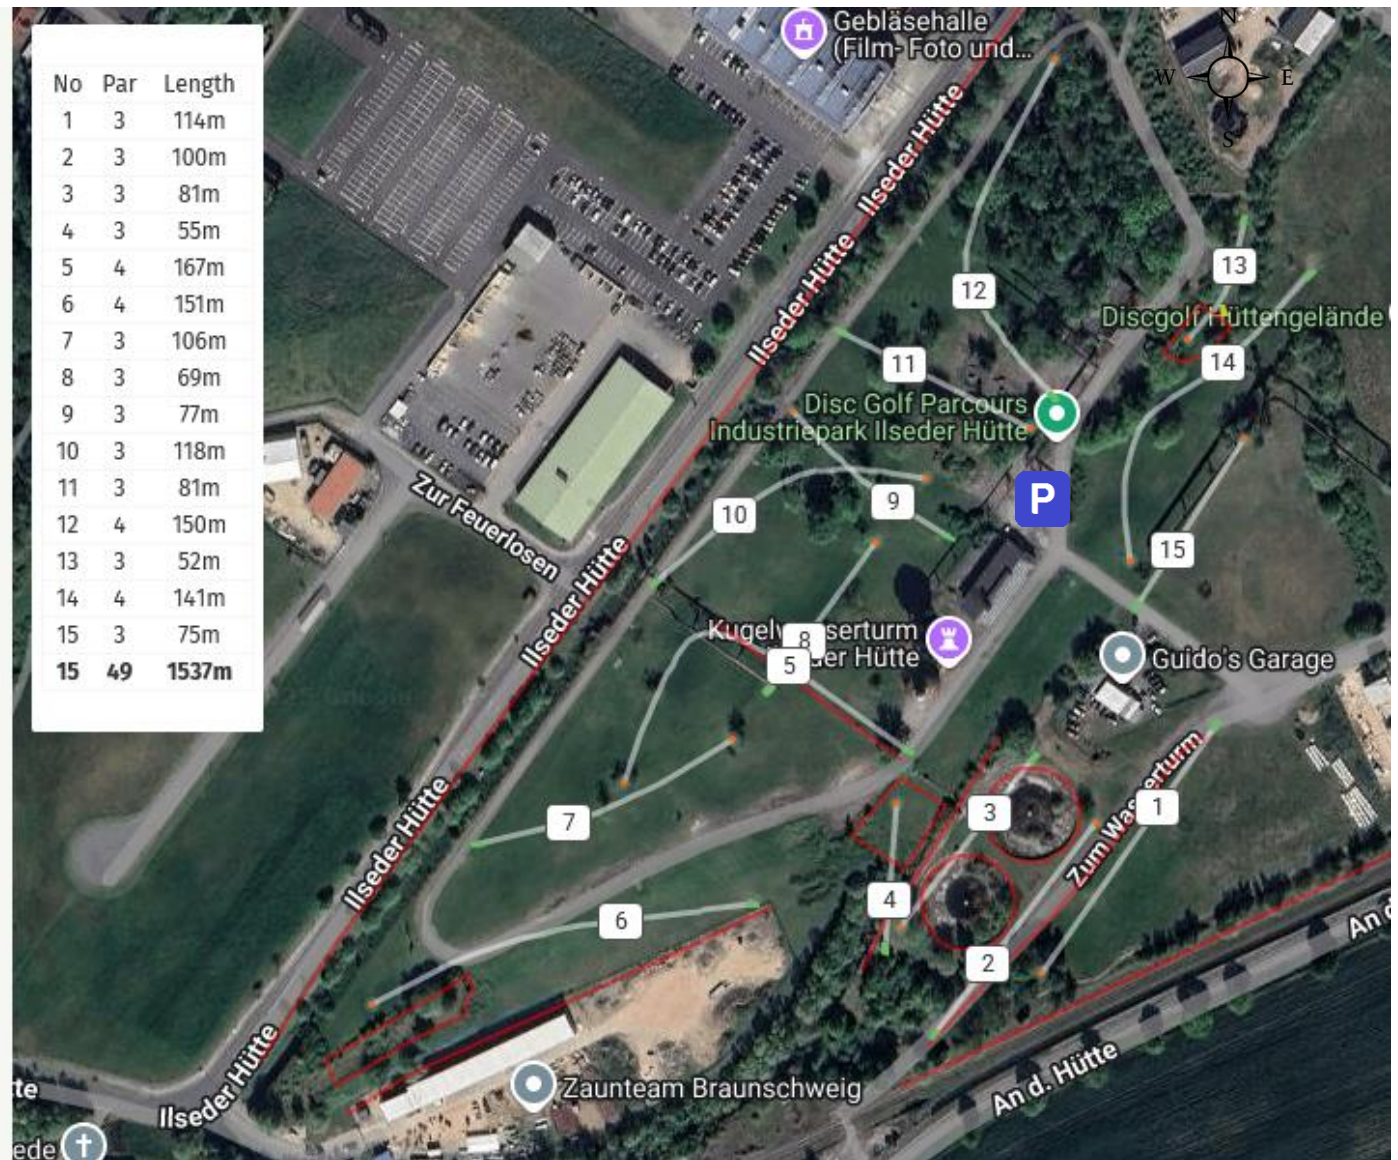 No Par Length
1 3 114m
2 3 100m
3 3 81m
4 3 55m
5 4 167m
6 4 151m
7 3 106m
8 3 69m
9 3 77m
10 3 118m
11 3 81m
12 4 150m
13 3 52m
14 4 141m
15 3 75m
15 49 1537m
Gebläsehalle
(Film- Foto und...
N
W E
S
Ilseder Hütte
Ilseder Hütte
12
13
Discgolf Hüttengelände
14
11
Disc Golf Parcours
Industriepark Ilseder Hütte
P
Zur Feuerlosen
10
9
15
Ilseder Hütte
8
5
Hütte
Guido's Garage
7
3
1
Zum Wasserturm
Ilseder Hütte
4
6
2
An d.
Ilseder Hütte
An d. Hütte
Zaunteam Braunschweig